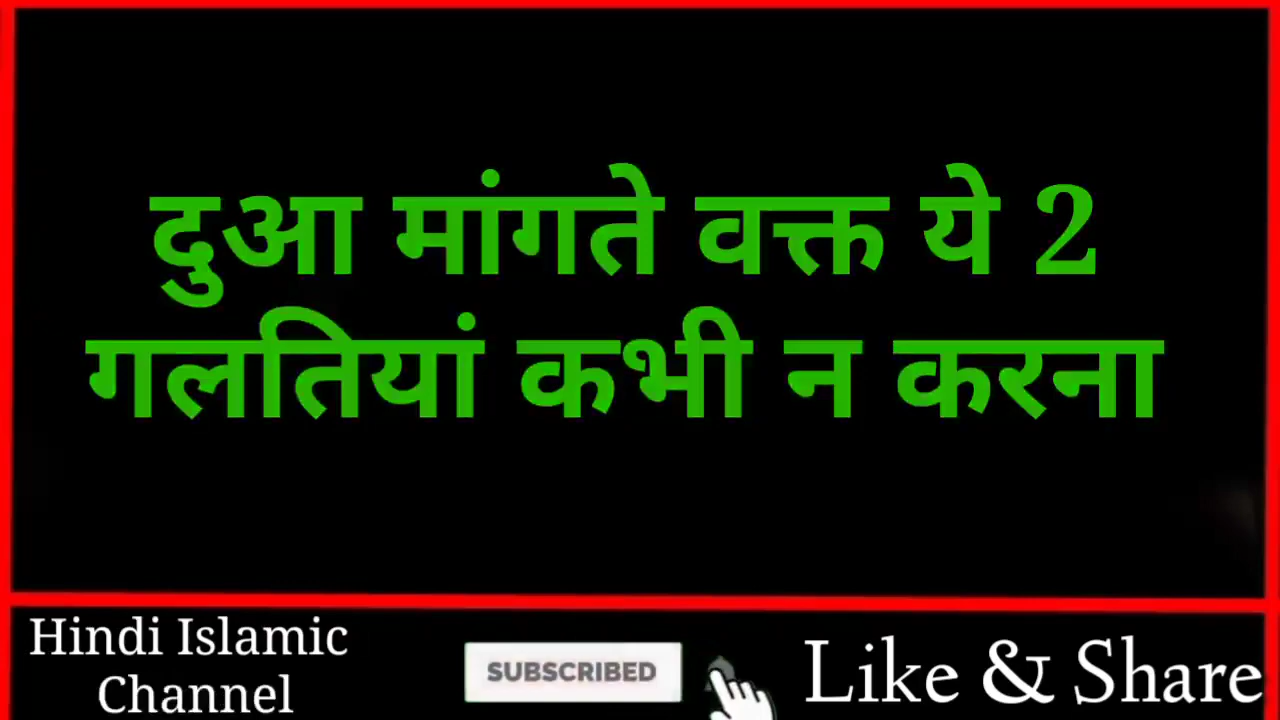 दुआ मांगते वक्त ये 2
गलतियां कभी न करना
Hindi Islamic
Channel
SUBSCRIBED
Like & Share